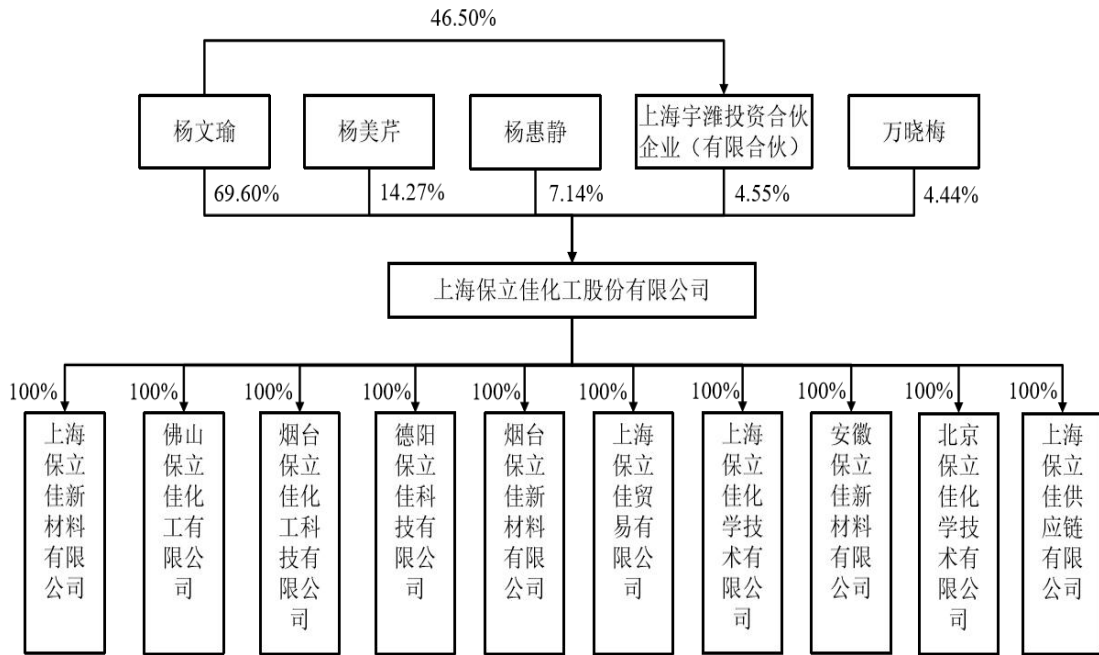 46.50%
杨文瑜
杨美芹
杨惠静
上海宇潍投资合伙
企业（有限合伙）
万晓梅
69.60%
14.27%
7.14%
4.55%
4.44%
上海保立佳化工股份有限公司
100%
100%
100%
100%
100%
100%
100%
100%
100%
100%
上海
保立
佳新
材料
有限
公司
佛山
保立
佳化
工有
限公
司
烟台
保立
佳化
工科
技有
限公
司
德阳
保立
佳科
技有
限公
司
烟台
保立
佳新
材料
有限
公司
上海
保立
佳贸
易有
限公
司
上海
保立
佳化
学技
术有
限公
司
安徽
保立
佳新
材料
有限
公司
北京
保立
佳化
学技
术有
限公
司
上海
保立
佳供
应链
有限
公司